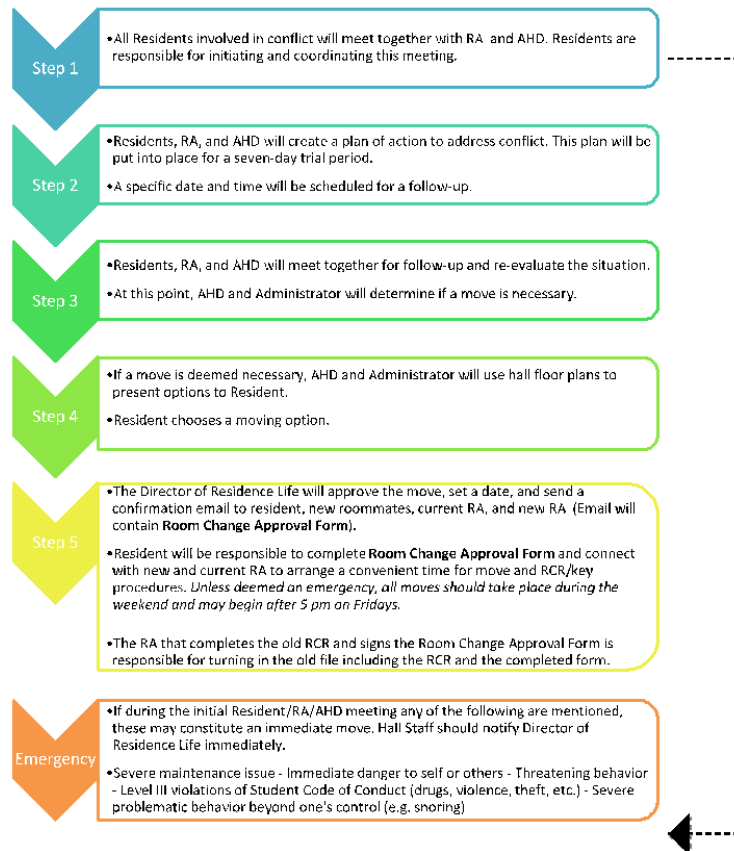 •All Residents involved in conflict will meet together with RA and AHD. Residents are
responsible for initiating and coordinating this meeting.
Step 1
•Residents, RA, and AHD will create a plan of action to address conflict. This plan will be
put into place for a seven-day trial period.
Step 2
•A specific date and time will be scheduled for a follow-up.
•Residents, RA, and AHD will meet together for follow-up and re-evaluate the situation.
Step 3
•At this point, AHD and Administrator will determine if a move is necessary.
•If a move is deemed necessary, AHD and Administrator will use hall floor plans to
present options to Resident.
Step 4
•Resident chooses a moving option.
•The Director of Residence Life will approve the move, set a date, and send a
confirmation email to resident, new roommates, current RA, and new RA (Email will
contain Room Change Approval Form).
Step 5
•Resident will be responsible to complete Room Change Approval Form and connect
with new and current RA to arrange a convenient time for move and RCR/key
procedures. Unless deemed an emergency, all moves should take place during the
weekend and may begin after 5 pm on Fridays.
•The RA that completes the old RCR and signs the Room Change Approval Form is
responsible for turning in the old file including the RCR and the completed form.
•If during the initial Resident/RA/AHD meeting any of the following are mentioned,
these may constitute an immediate move. Hall Staff should notify Director of
Residence Life immediately.
Emergency
•Severe maintenance issue - Immediate danger to self or others - Threatening behavior
- Level III violations of Student Code of Conduct (drugs, violence, theft, etc.) - Severe
problematic behavior beyond one's control (e.g. snoring)